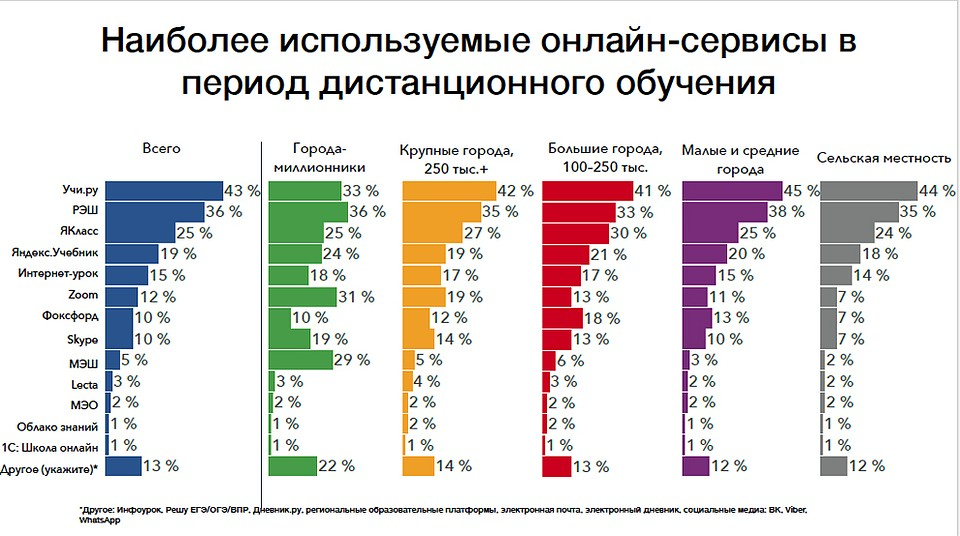 Наиболее используемые онлайн-сервисы в
период дистанционного обучения
Всего
Города-
миллионники
Крупные города,
250 тыс.+
Большие города,
100-250 тыс.
Малые и средние
города
Сельская местность
Учи.ру 43 % 33 % 42 % 41 % 45 % 44 %
РЭШ 36 % 36 % 35 % 33 % 38 % 35 %
ЯКласс 25 % 25 % 27 % 30 % 25 % 24 %
Яндекс.Учебник 19 % 24 % 19 % 21 % 20 % 18 %
Интернет-урок 15 % 18 % 17 % 17 % 15 % 14 %
Zoom 12 % 31 % 19 % 13 % 11 % 7 %
Фоксфорд 10 % 10 % 12 % 18 % 13 % 7 %
Skype 10 % 19 % 14 % 13 % 10 % 7 %
МЭШ 5 % 29 % 5 % 6 % 3 % 2 %
Lecta 3 % 3 % 4 % 3 % 2 % 2 %
МЭО 2 % 2 % 2 % 2 % 2 % 2 %
Облако знаний 1 % 1 % 2 % 2 % 1 % 1 %
1С: Школа онлайн 1 % 1 % 1 % 1 % 1 % 1 %
Другое (укажите)* 13 % 22 % 14 % 13 % 12 % 12 %
*Другое: Инфоурок, Решу ЕГЭ/ОГЭ/ВПР, Дневник.ру, региональные образовательные платформы, электронная почта, электронный дневник, социальные медиа: ВК, Viber,
WhatsApp